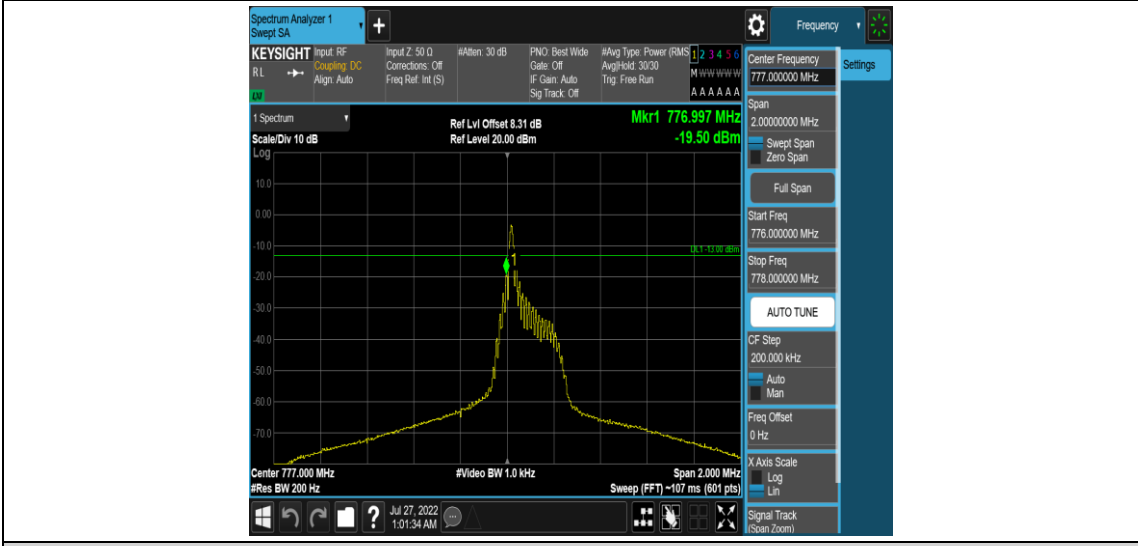 Spectrum Analyzer 1
Swept SA
+
Frequency
KEYSIGHT
R L
Input: RF
Coupling: DC
Align: Auto
Input Z: 50 Ω
Corrections: Off
Freq Ref: Int (S)
#Atten: 30 dB
PNO: Best Wide
Gate: Off
IF Gain: Auto
Sig Track: Off
#Avg Type: Power (RMS
Avg|Hold: 30/30
Trig: Free Run
1 2 3 4 5 6
M W W W W W
A A A A A A
1 Spectrum
Scale/Div 10 dB
Ref Lvl Offset 8.31 dB
Ref Level 20.00 dBm
Mkr1 776.997 MHz
-19.50 dBm
Log
10.0
0.00
-10.0
-20.0
-30.0
-40.0
-50.0
-60.0
-70.0
DL1 -13.00 dBm
1
Center 777.000 MHz
#Res BW 200 Hz
#Video BW 1.0 kHz
Span 2.000 MHz
Sweep (FFT) ~107 ms (601 pts)
Center Frequency
777.000000 MHz
Settings
Span
2.00000000 MHz
Swept Span
Zero Span
Full Span
Start Freq
776.000000 MHz
Stop Freq
778.000000 MHz
AUTO TUNE
CF Step
200.000 kHz
Auto
Man
Freq Offset
0 Hz
X Axis Scale
Log
Lin
Signal Track
(Span Zoom)
?
Jul 27, 2022
1:01:34 AM